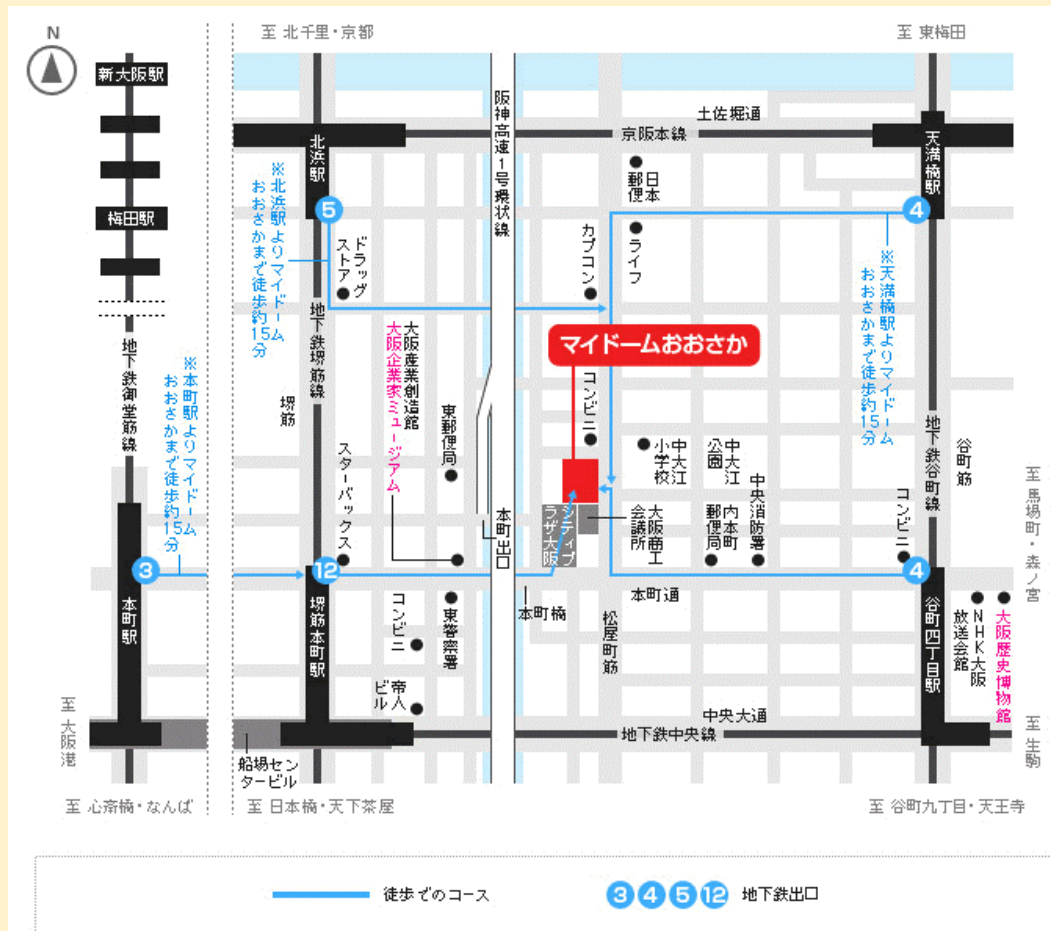 N
至 北千里・京都
至 東梅田
新大阪駅
梅田駅
北浜駅
阪神高速1号環状線
土佐堀通
京阪本線
天満橋駅
日本
郵便
5
4
※北浜駅よりマイドーム
おおさかまで徒歩約15分
ドラッグ
ストア
カプコン
ライフ
※天満橋駅よりマイドーム
おおさかまで徒歩約15分
マイドームおおさか
地下鉄御堂筋線
※本町駅よりマイドーム
おおさかまで徒歩約15分
地下鉄堺筋線
堺筋
大阪産業創造館
大阪企業家ミュージアム
東郵便局
スターバックス
コンビニ
中大江
小学校
中大江
公園
中央消防署
内本町
郵便局
大阪商工
会議所
シティプ
ラザ大阪
本町出口
地下鉄谷町線
谷町筋
コンビニ
至 馬場町・森ノ宮
3
12
4
本町駅
堺筋本町駅
コンビニ
東警察署
帝人
ビル
本町橋
本町通
松屋町筋
谷町四丁目駅
NHK大阪
放送会館
大阪歴史博物館
至 大阪港
船場セン
タービル
中央大通
地下鉄中央線
至 生駒
至 心斎橋・なんば
至 日本橋・天下茶屋
至 谷町九丁目・天王寺
徒歩でのコース
3 4 5 12 地下鉄出口